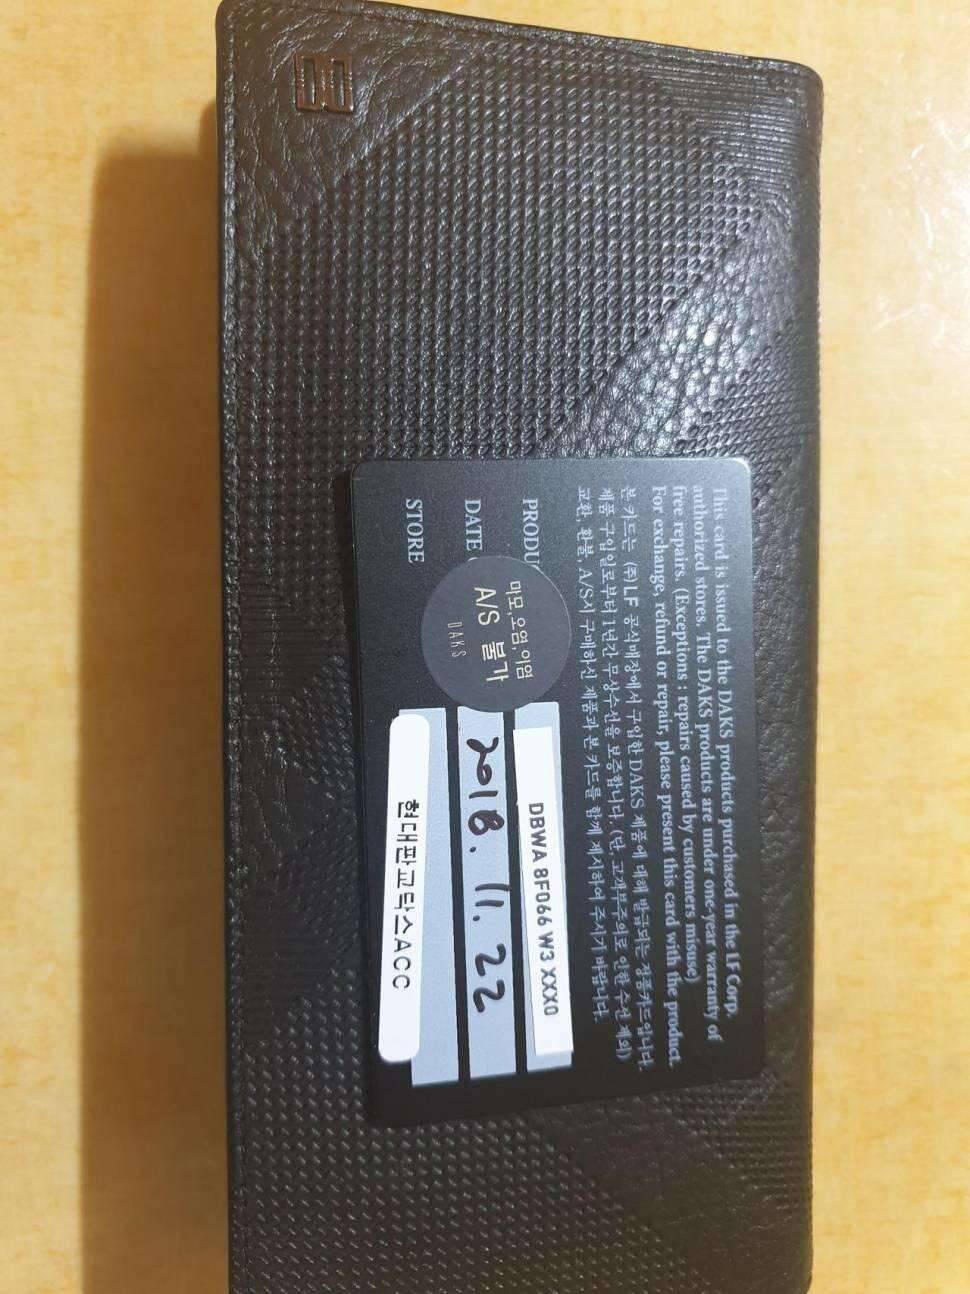 This card is issued to the DAKS products purchased in the LF Corp.
authorized stores. The DAKS products are under one-year warranty of
free repairs. (Exceptions : repairs caused by customers misuse)
For exchange, refund or repair, please present this card with the product.
본 카드는 (주)LF 공식매장에서 구입한 DAKS 제품에 대해 발급되는 정품카드입니다.
제품 구입일로부터 1년간 무상수선을 보증합니다. (단, 고객부주의로 인한 수선 제외)
교환, 환불, A/S시 구매하신 제품과 본 카드를 함께 제시하여 주시기 바랍니다.
PRODU
DBWA 8F066 W3 XXX0
DATE
2018. 11. 22
STORE
현대판교닥스ACC
마모,오염,이염
A/S 불가
DAKS